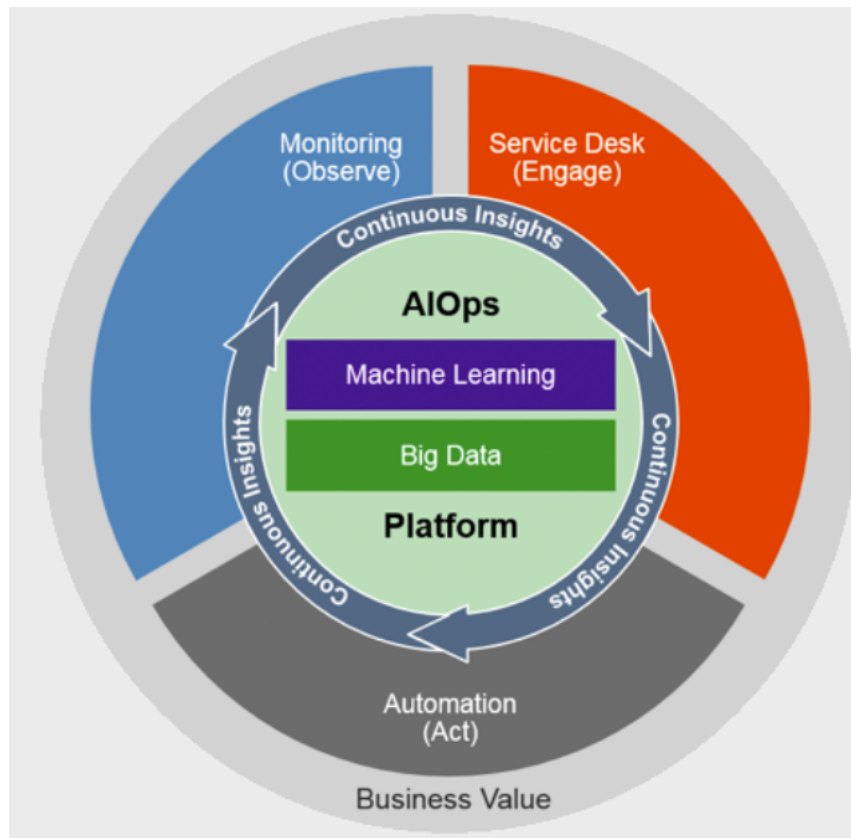 Monitoring
(Observe)
Service Desk
(Engage)
Continuous Insights
AIOps
Machine Learning
Big Data
Platform
Continuous Insights
Continuous Insights
Automation
(Act)
Business Value